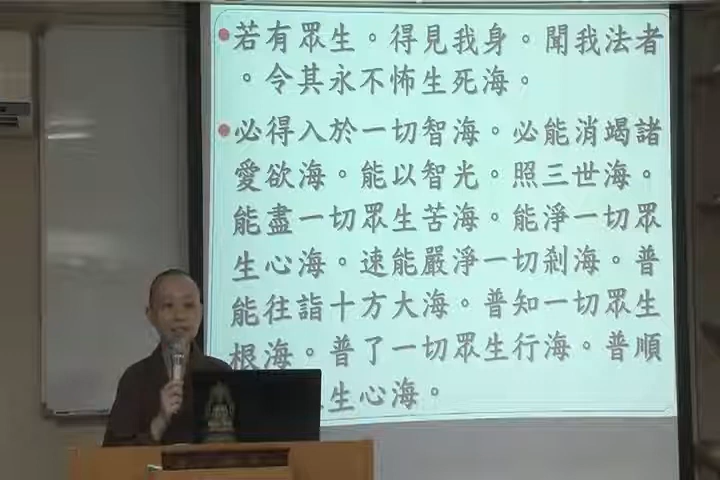 若有眾生。得見我身。聞我法者
。令其永不怖生死海。
必得入於一切智海。必能消竭諸
愛欲海。能以智光。照三世海。
能盡一切眾生苦海。能淨一切眾
生心海。速能嚴淨一切剎海。普
能往詣十方大海。普知一切眾生
根海。普了一切眾生行海。普順
生心海。